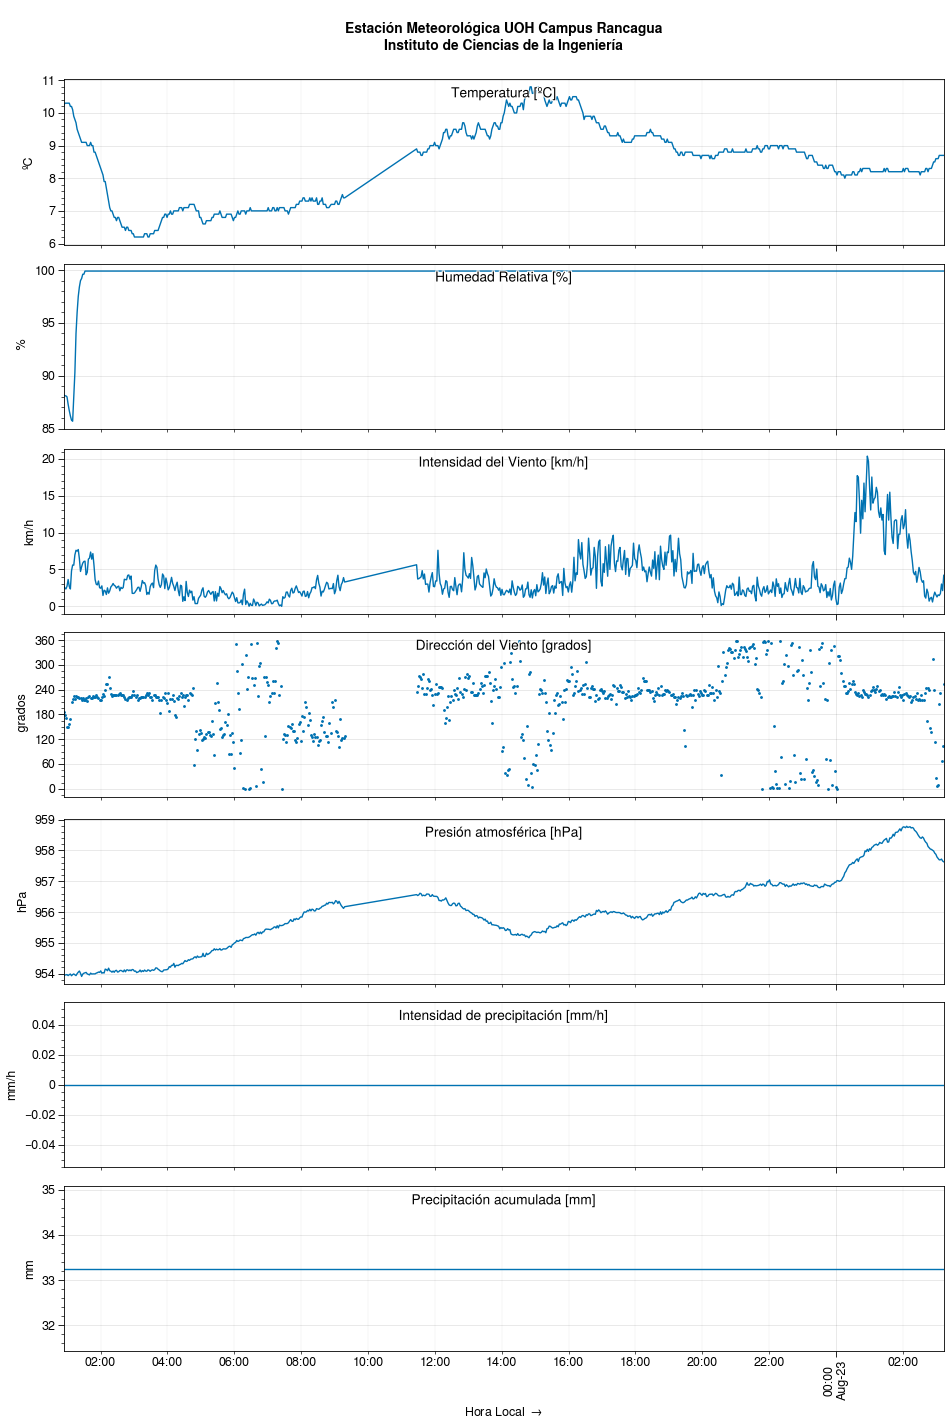 Estación Meteorológica UOH Campus Rancagua
Instituto de Ciencias de la Ingeniería
Temperatura [ºC]
ºC
11
10
9
8
7
6
Humedad Relativa [%]
%
100
95
90
85
Intensidad del Viento [km/h]
km/h
20
15
10
5
0
Dirección del Viento [grados]
grados
360
300
240
180
120
60
0
Presión atmosférica [hPa]
hPa
959
958
957
956
955
954
Intensidad de precipitación [mm/h]
mm/h
0.04
0.02
0
−0.02
−0.04
Precipitación acumulada [mm]
mm
35
34
33
32
02:00 04:00 06:00 08:00 10:00 12:00 14:00 16:00 18:00 20:00 22:00 00:00 02:00
Aug-23
Hora Local →